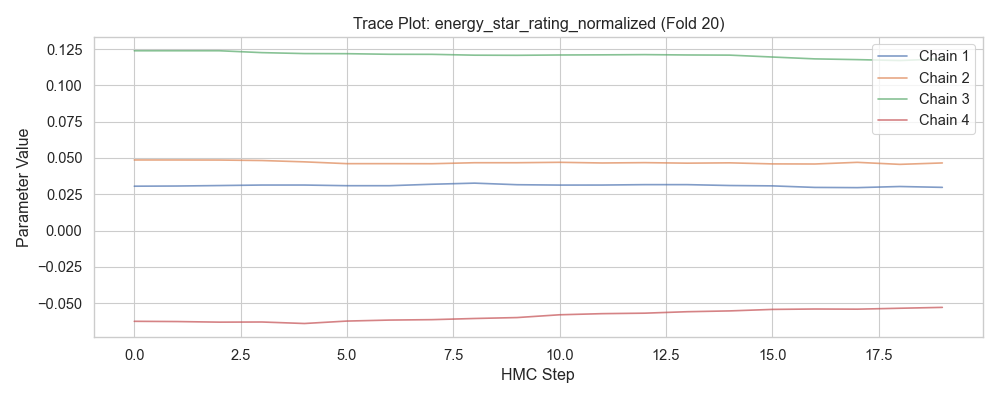 Trace Plot: energy_star_rating_normalized (Fold 20)
Parameter Value
0.125
0.100
0.075
0.050
0.025
0.000
−0.025
−0.050
Chain 1
Chain 2
Chain 3
Chain 4
0.0 2.5 5.0 7.5 10.0 12.5 15.0 17.5
HMC Step